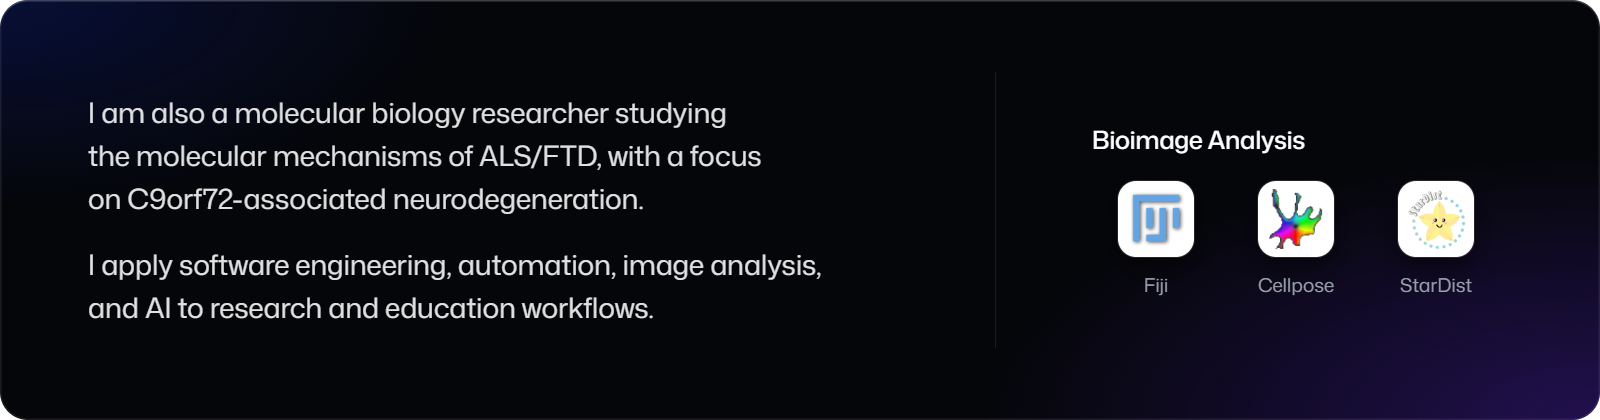 I am also a molecular biology researcher studying
the molecular mechanisms of ALS/FTD, with a focus
on C9orf72-associated neurodegeneration.
I apply software engineering, automation, image analysis,
and AI to research and education workflows.
Bioimage Analysis
StarDist
Fiji
Cellpose
StarDist